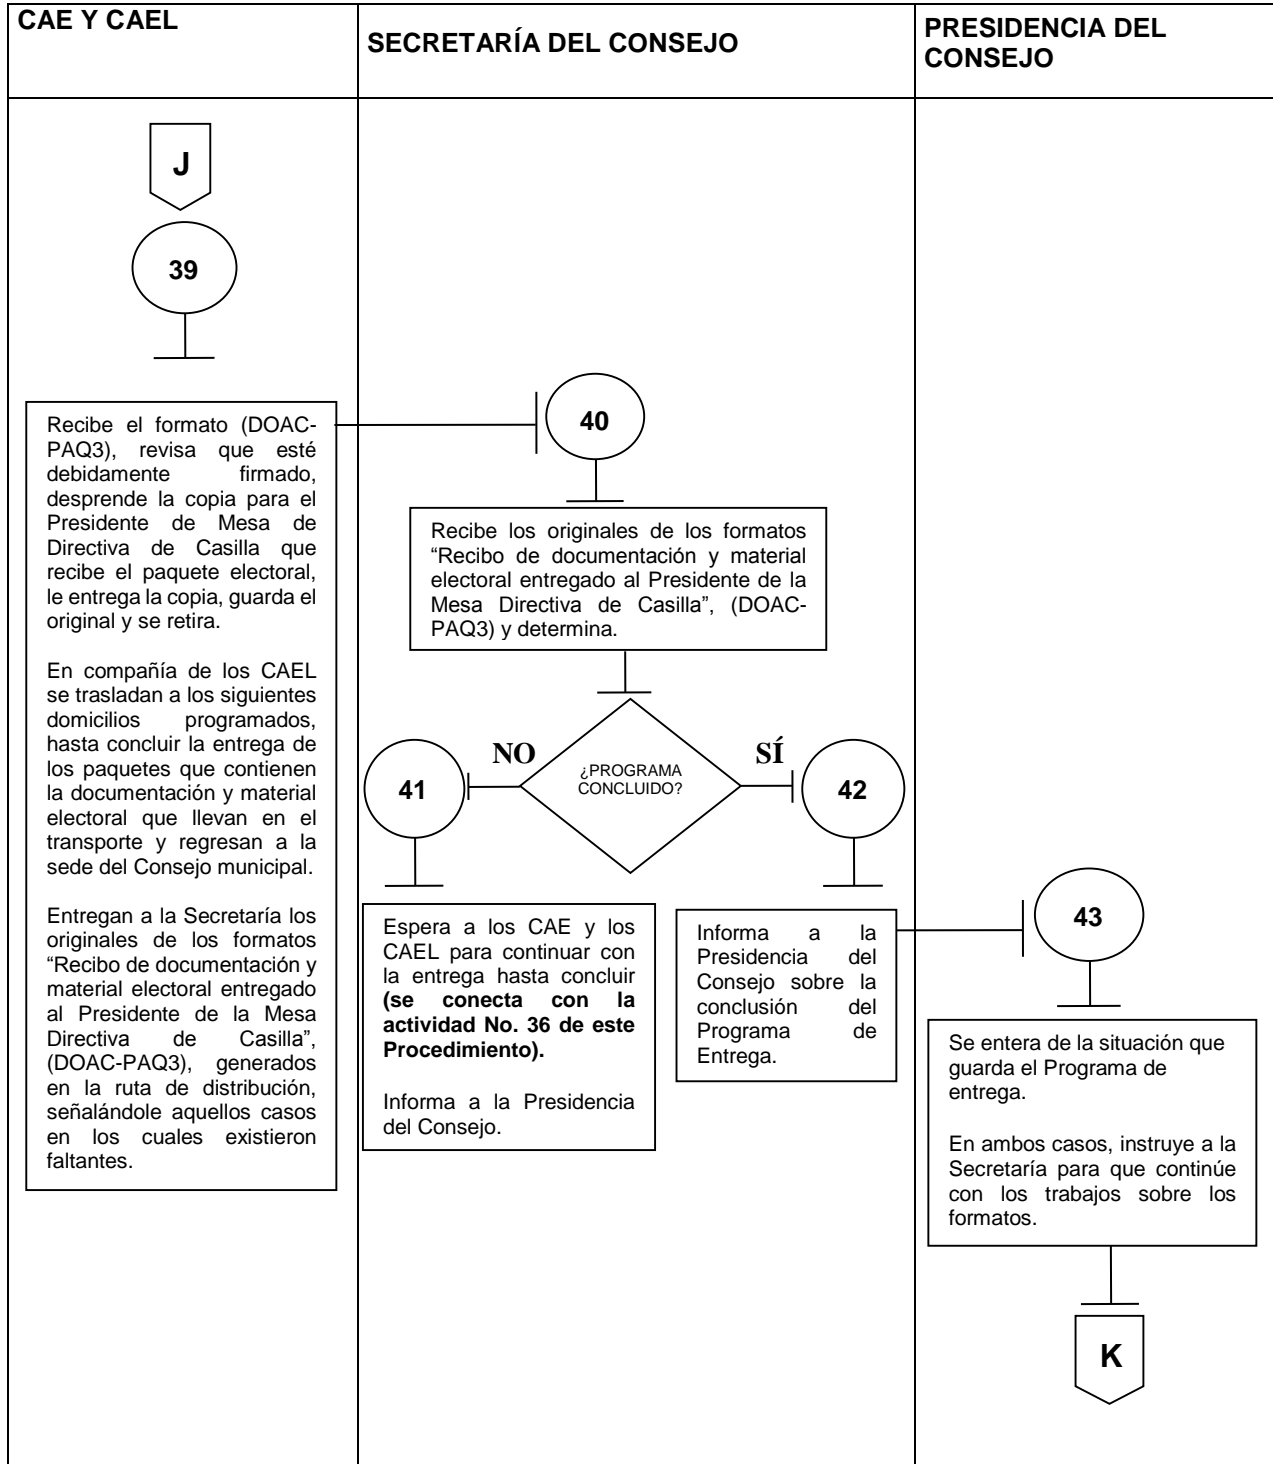 CAE Y CAEL
SECRETARÍA DEL CONSEJO
PRESIDENCIA DEL
CONSEJO
J
39
Recibe el formato (DOAC-
PAQ3), revisa que esté
debidamente firmado,
desprende la copia para el
Presidente de Mesa de
Directiva de Casilla que
recibe el paquete electoral,
le entrega la copia, guarda el
original y se retira.
En compañía de los CAEL
se trasladan a los siguientes
domicilios programados,
hasta concluir la entrega de
los paquetes que contienen
la documentación y material
electoral que llevan en el
transporte y regresan a la
sede del Consejo municipal.
Entregan a la Secretaría los
originales de los formatos
“Recibo de documentación y
material electoral entregado
al Presidente de la Mesa
Directiva de Casilla”,
(DOAC-PAQ3), generados
en la ruta de distribución,
señalándole aquellos casos
en los cuales existieron
faltantes.
40
Recibe los originales de los formatos
“Recibo de documentación y material
electoral entregado al Presidente de la
Mesa Directiva de Casilla”, (DOAC-
PAQ3) y determina.
¿PROGRAMA
CONCLUIDO?
NO
SÍ
41
42
Espera a los CAE y los
CAEL para continuar con
la entrega hasta concluir
(se conecta con la
actividad No. 36 de este
Procedimiento).
Informa a la Presidencia
del Consejo.
Informa a la
Presidencia del
Consejo sobre la
conclusión del
Programa de
Entrega.
43
Se entera de la situación que
guarda el Programa de
entrega.
En ambos casos, instruye a la
Secretaría para que continúe
con los trabajos sobre los
formatos.
K